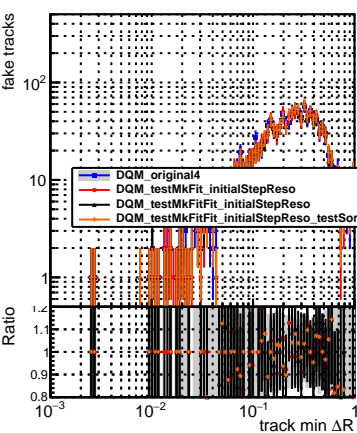 fake tracks
10²
10
1
DQM_original4
DQM_testMkFit_initialStepReso
DQM_testMkFitFit_initialStepReso
DQM_testMkFitFit_initialStepReso_testSor
Ratio
1.2
1.1
1
0.9
0.8
10⁻³ 10⁻² 10⁻¹ 1
track min ΔR